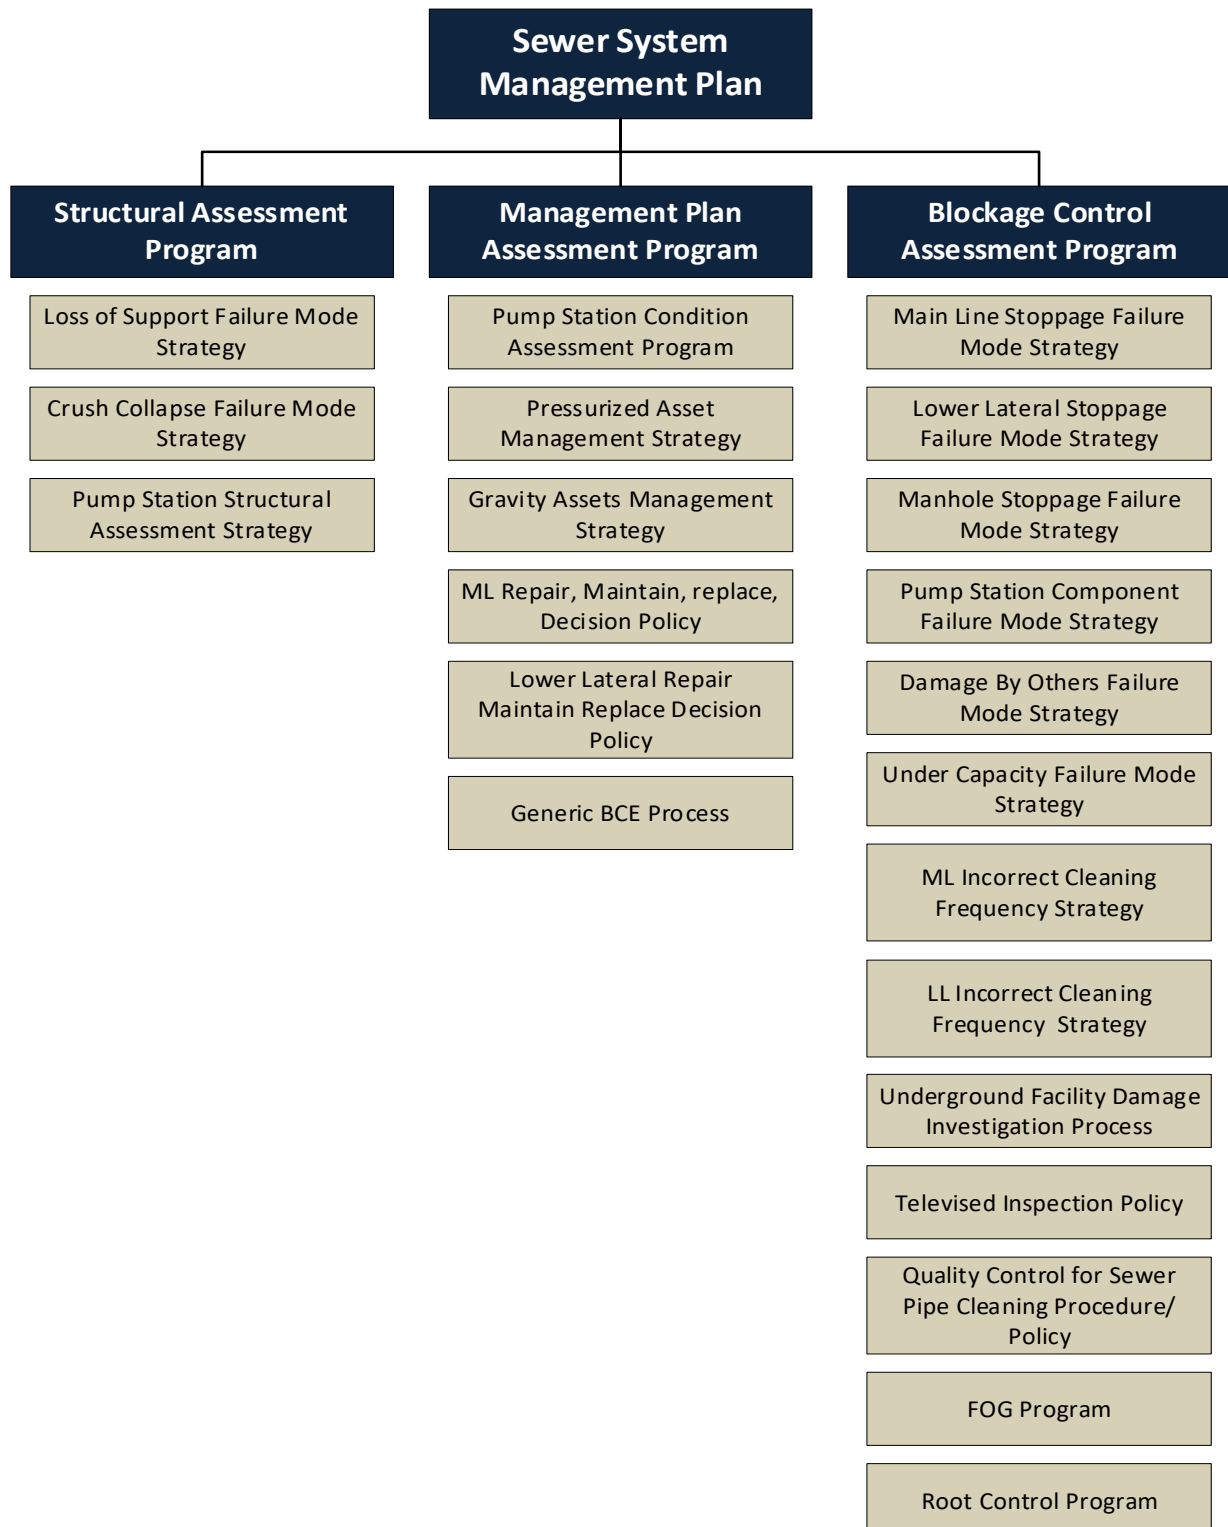 Sewer System
Management Plan
Structural Assessment
Program
Loss of Support Failure Mode
Strategy
Crush Collapse Failure Mode
Strategy
Pump Station Structural
Assessment Strategy
Management Plan
Assessment Program
Pump Station Condition
Assessment Program
Pressurized Asset
Management Strategy
Gravity Assets Management
Strategy
ML Repair, Maintain, replace,
Decision Policy
Lower Lateral Repair
Maintain Replace Decision
Policy
Generic BCE Process
Blockage Control
Assessment Program
Main Line Stoppage Failure
Mode Strategy
Lower Lateral Stoppage
Failure Mode Strategy
Manhole Stoppage Failure
Mode Strategy
Pump Station Component
Failure Mode Strategy
Damage By Others Failure
Mode Strategy
Under Capacity Failure Mode
Strategy
ML Incorrect Cleaning
Frequency Strategy
LL Incorrect Cleaning
Frequency  Strategy
Underground Facility Damage
Investigation Process
Televised Inspection Policy
Quality Control for Sewer
Pipe Cleaning Procedure/
Policy
FOG Program
Root Control Program